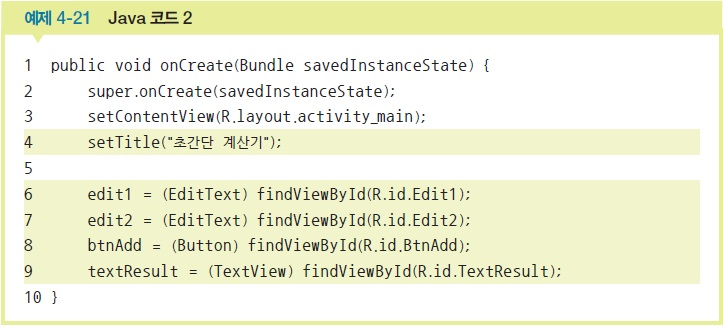 예제 4-21 Java 코드 2
1 public void onCreate(Bundle savedInstanceState) {
2 super.onCreate(savedInstanceState);
3 setContentView(R.layout.activity_main);
4 setTitle("초간단 계산기");
5
6 edit1 = (EditText) findViewById(R.id.Edit1);
7 edit2 = (EditText) findViewById(R.id.Edit2);
8 btnAdd = (Button) findViewById(R.id.BtnAdd);
9 textResult = (TextView) findViewById(R.id.TextResult);
10 }